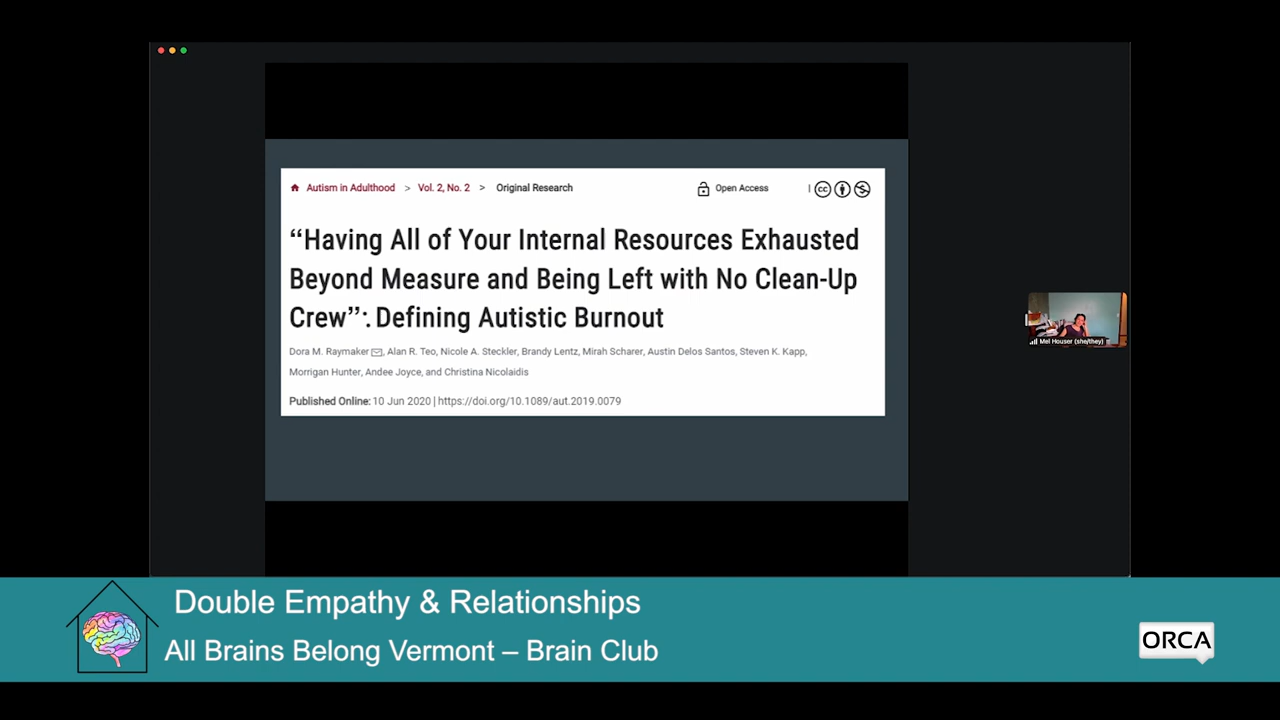 Autism in Adulthood > Vol. 2, No. 2 > Original Research
Open Access
“Having All of Your Internal Resources Exhausted
Beyond Measure and Being Left with No Clean-Up
Crew”: Defining Autistic Burnout
Dora M. Raymaker, Alan R. Teo, Nicole A. Steckler, Brandy Lentz, Mirah Scharer, Austin Delos Santos, Steven K. Kapp,
Morrigan Hunter, Andee Joyce, and Christina Nicolaidis
Published Online: 10 Jun 2020 | https://doi.org/10.1089/aut.2019.0079
Mel Houser (she/they)
Double Empathy & Relationships
All Brains Belong Vermont – Brain Club
ORCA